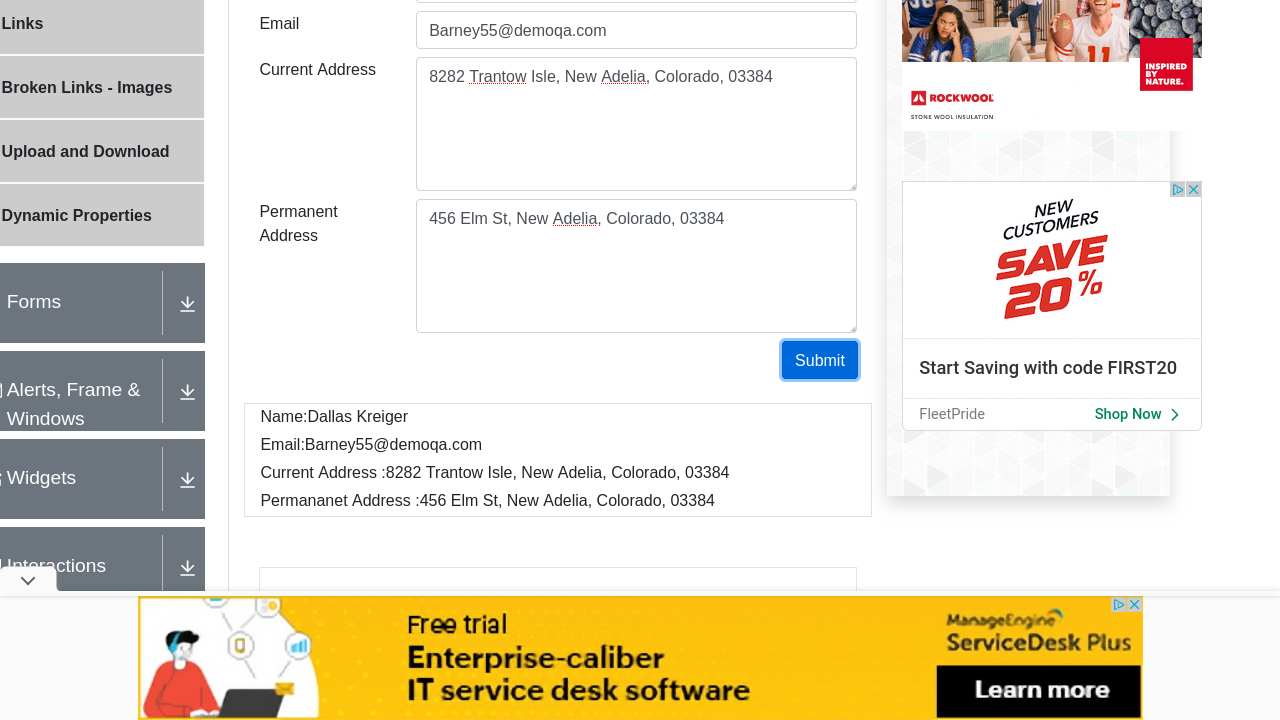 Links
Broken Links - Images
Upload and Download
Dynamic Properties
Forms
Alerts, Frame &
Windows
Widgets
Interactions
Email
Barney55@demoqa.com
Current Address
8282 Trantow Isle, New Adelia, Colorado, 03384
Permanent
Address
456 Elm St, New Adelia, Colorado, 03384
Submit
Name:Dallas Kreiger
Email:Barney55@demoqa.com
Current Address :8282 Trantow Isle, New Adelia, Colorado, 03384
Permananet Address :456 Elm St, New Adelia, Colorado, 03384
11
INSPIRED
BY
NATURE.
ROCKWOOL
STONE WOOL INSULATION
NEW
CUSTOMERS
SAVE
20%
Start Saving with code FIRST20
FleetPride
Shop Now
Free trial
Enterprise-caliber
IT service desk software
ManageEngine
ServiceDesk Plus
Learn more